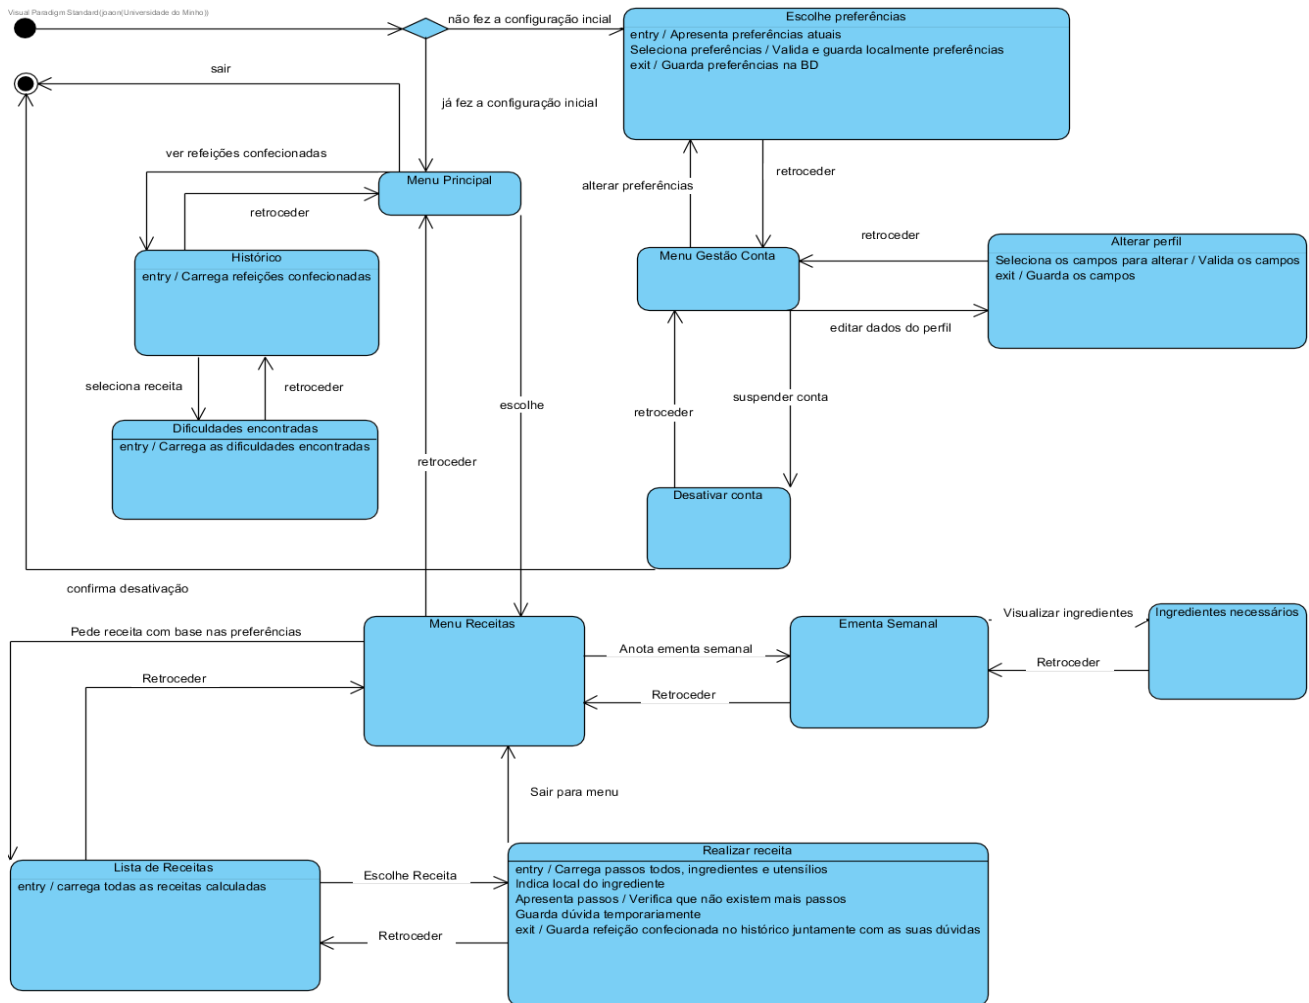 Visual Paradigm Standard(joaon(Universidade do Minho))
não fez a configuração incial
Escolhe preferências
entry / Apresenta preferências atuais
Seleciona preferências / Valida e guarda localmente preferências
exit / Guarda preferências na BD
sair
já fez a configuração inicial
ver refeições confecionadas
Menu Principal
retroceder
alterar preferências
retroceder
Histórico
entry / Carrega refeições confecionadas
Menu Gestão Conta
retroceder
Alterar perfil
Seleciona os campos para alterar / Valida os campos
exit / Guarda os campos
editar dados do perfil
seleciona receita
retroceder
escolhe
retroceder
suspender conta
Dificuldades encontradas
entry / Carrega as dificuldades encontradas
retroceder
Desativar conta
confirma desativação
Pede receita com base nas preferências
Menu Receitas
Anota ementa semanal
Ementa Semanal
Visualizar ingredientes
Ingredientes necessários
Retroceder
Retroceder
Retroceder
Sair para menu
Lista de Receitas
entry / carrega todas as receitas calculadas
Escolhe Receita
Retroceder
Realizar receita
entry / Carrega passos todos, ingredientes e utensílios
Indica local do ingrediente
Apresenta passos / Verifica que não existem mais passos
Guarda dúvida temporariamente
exit / Guarda refeição confecionada no histórico juntamente com as suas dúvidas